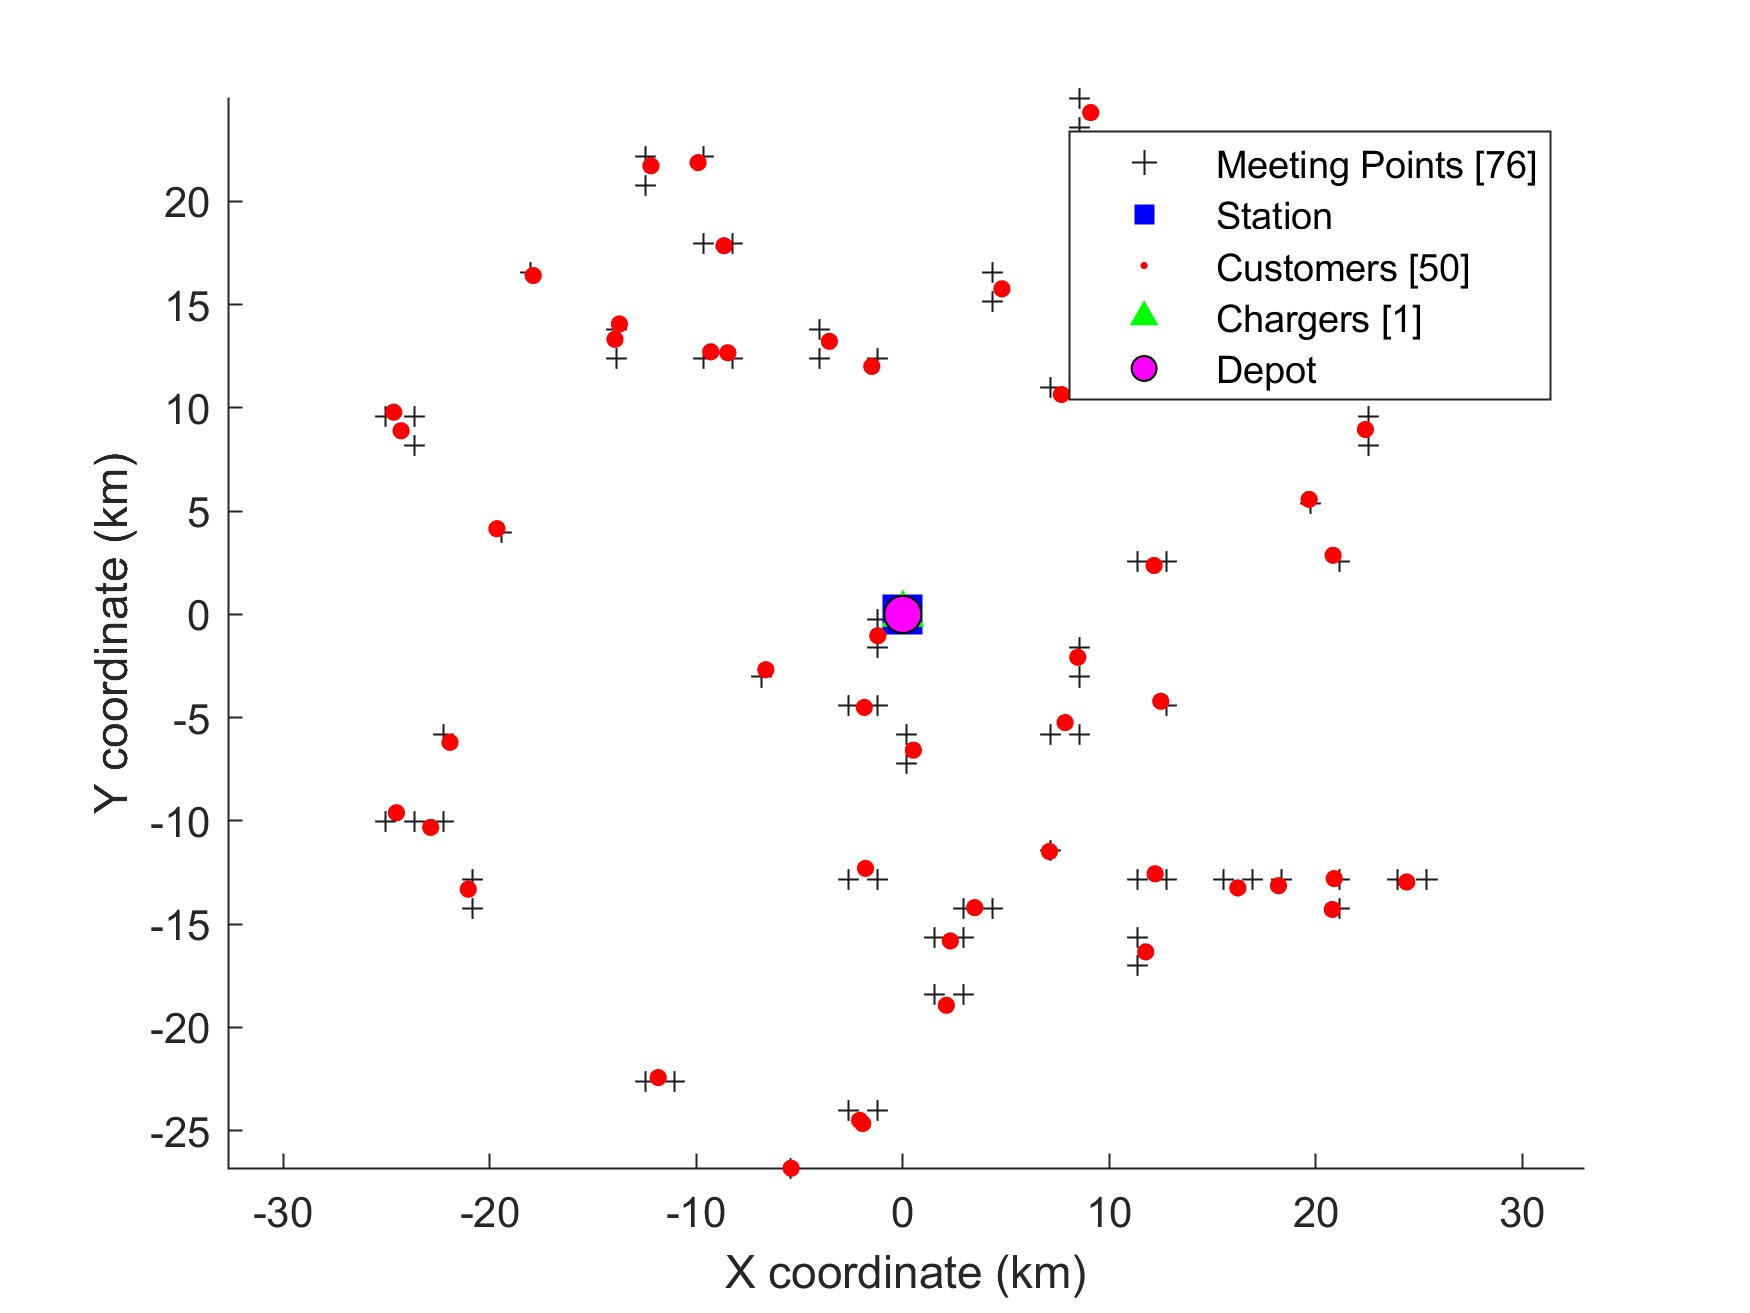 Meeting Points [76]
Station
Customers [50]
Chargers [1]
Depot
20
15
10
5
0
-5
-10
-15
-20
-25
Y coordinate (km)
-30 -20 -10 0 10 20 30
X coordinate (km)